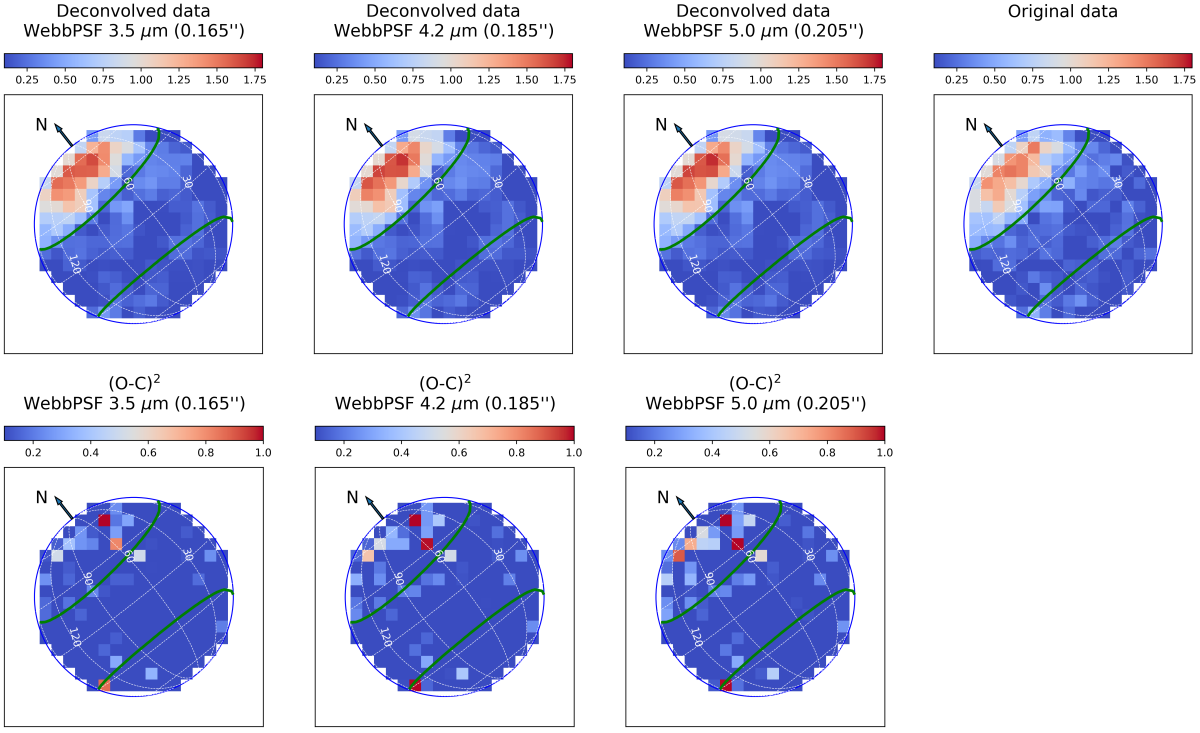 Deconvolved data
WebbPSF 3.5 μm (0.165'')
0.25 0.50 0.75 1.00 1.25 1.50 1.75
N
30
60
90
120
Deconvolved data
WebbPSF 4.2 μm (0.185'')
0.25 0.50 0.75 1.00 1.25 1.50 1.75
N
30
60
90
120
Deconvolved data
WebbPSF 5.0 μm (0.205'')
0.25 0.50 0.75 1.00 1.25 1.50 1.75
N
30
60
90
120
Original data
0.25 0.50 0.75 1.00 1.25 1.50 1.75
N
30
60
90
120
(O-C)²
WebbPSF 3.5 μm (0.165'')
0.2 0.4 0.6 0.8 1.0
N
30
60
90
120
(O-C)²
WebbPSF 4.2 μm (0.185'')
0.2 0.4 0.6 0.8 1.0
N
30
60
90
120
(O-C)²
WebbPSF 5.0 μm (0.205'')
0.2 0.4 0.6 0.8 1.0
N
30
60
90
120